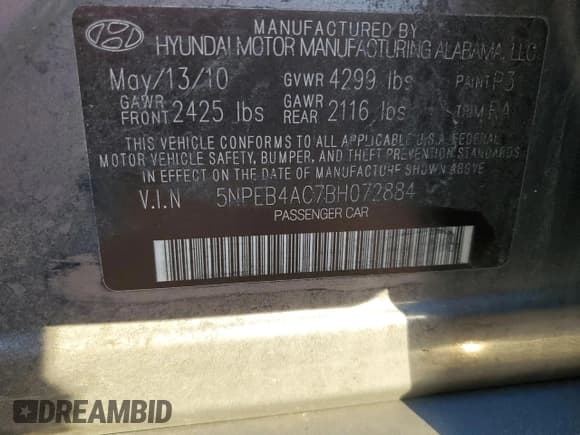 MANUFACTURED BY
HYUNDAI MOTOR MANUFACTURING ALABAMA, LLC
May/13/10 GVWR 4299 lbs PAINT P3
GAWR FRONT 2425 lbs GAWR REAR 2116 lbs TRIM RA
THIS VEHICLE CONFORMS TO ALL APPLICABLE U.S.A. FEDERAL
MOTOR VEHICLE SAFETY, BUMPER, AND THEFT PREVENTION STANDARDS
IN EFFECT ON THE DATE OF MANUFACTURE SHOWN ABOVE
V.I.N 5NPEB4AC7BH072884
PASSENGER CAR
DREAMBID